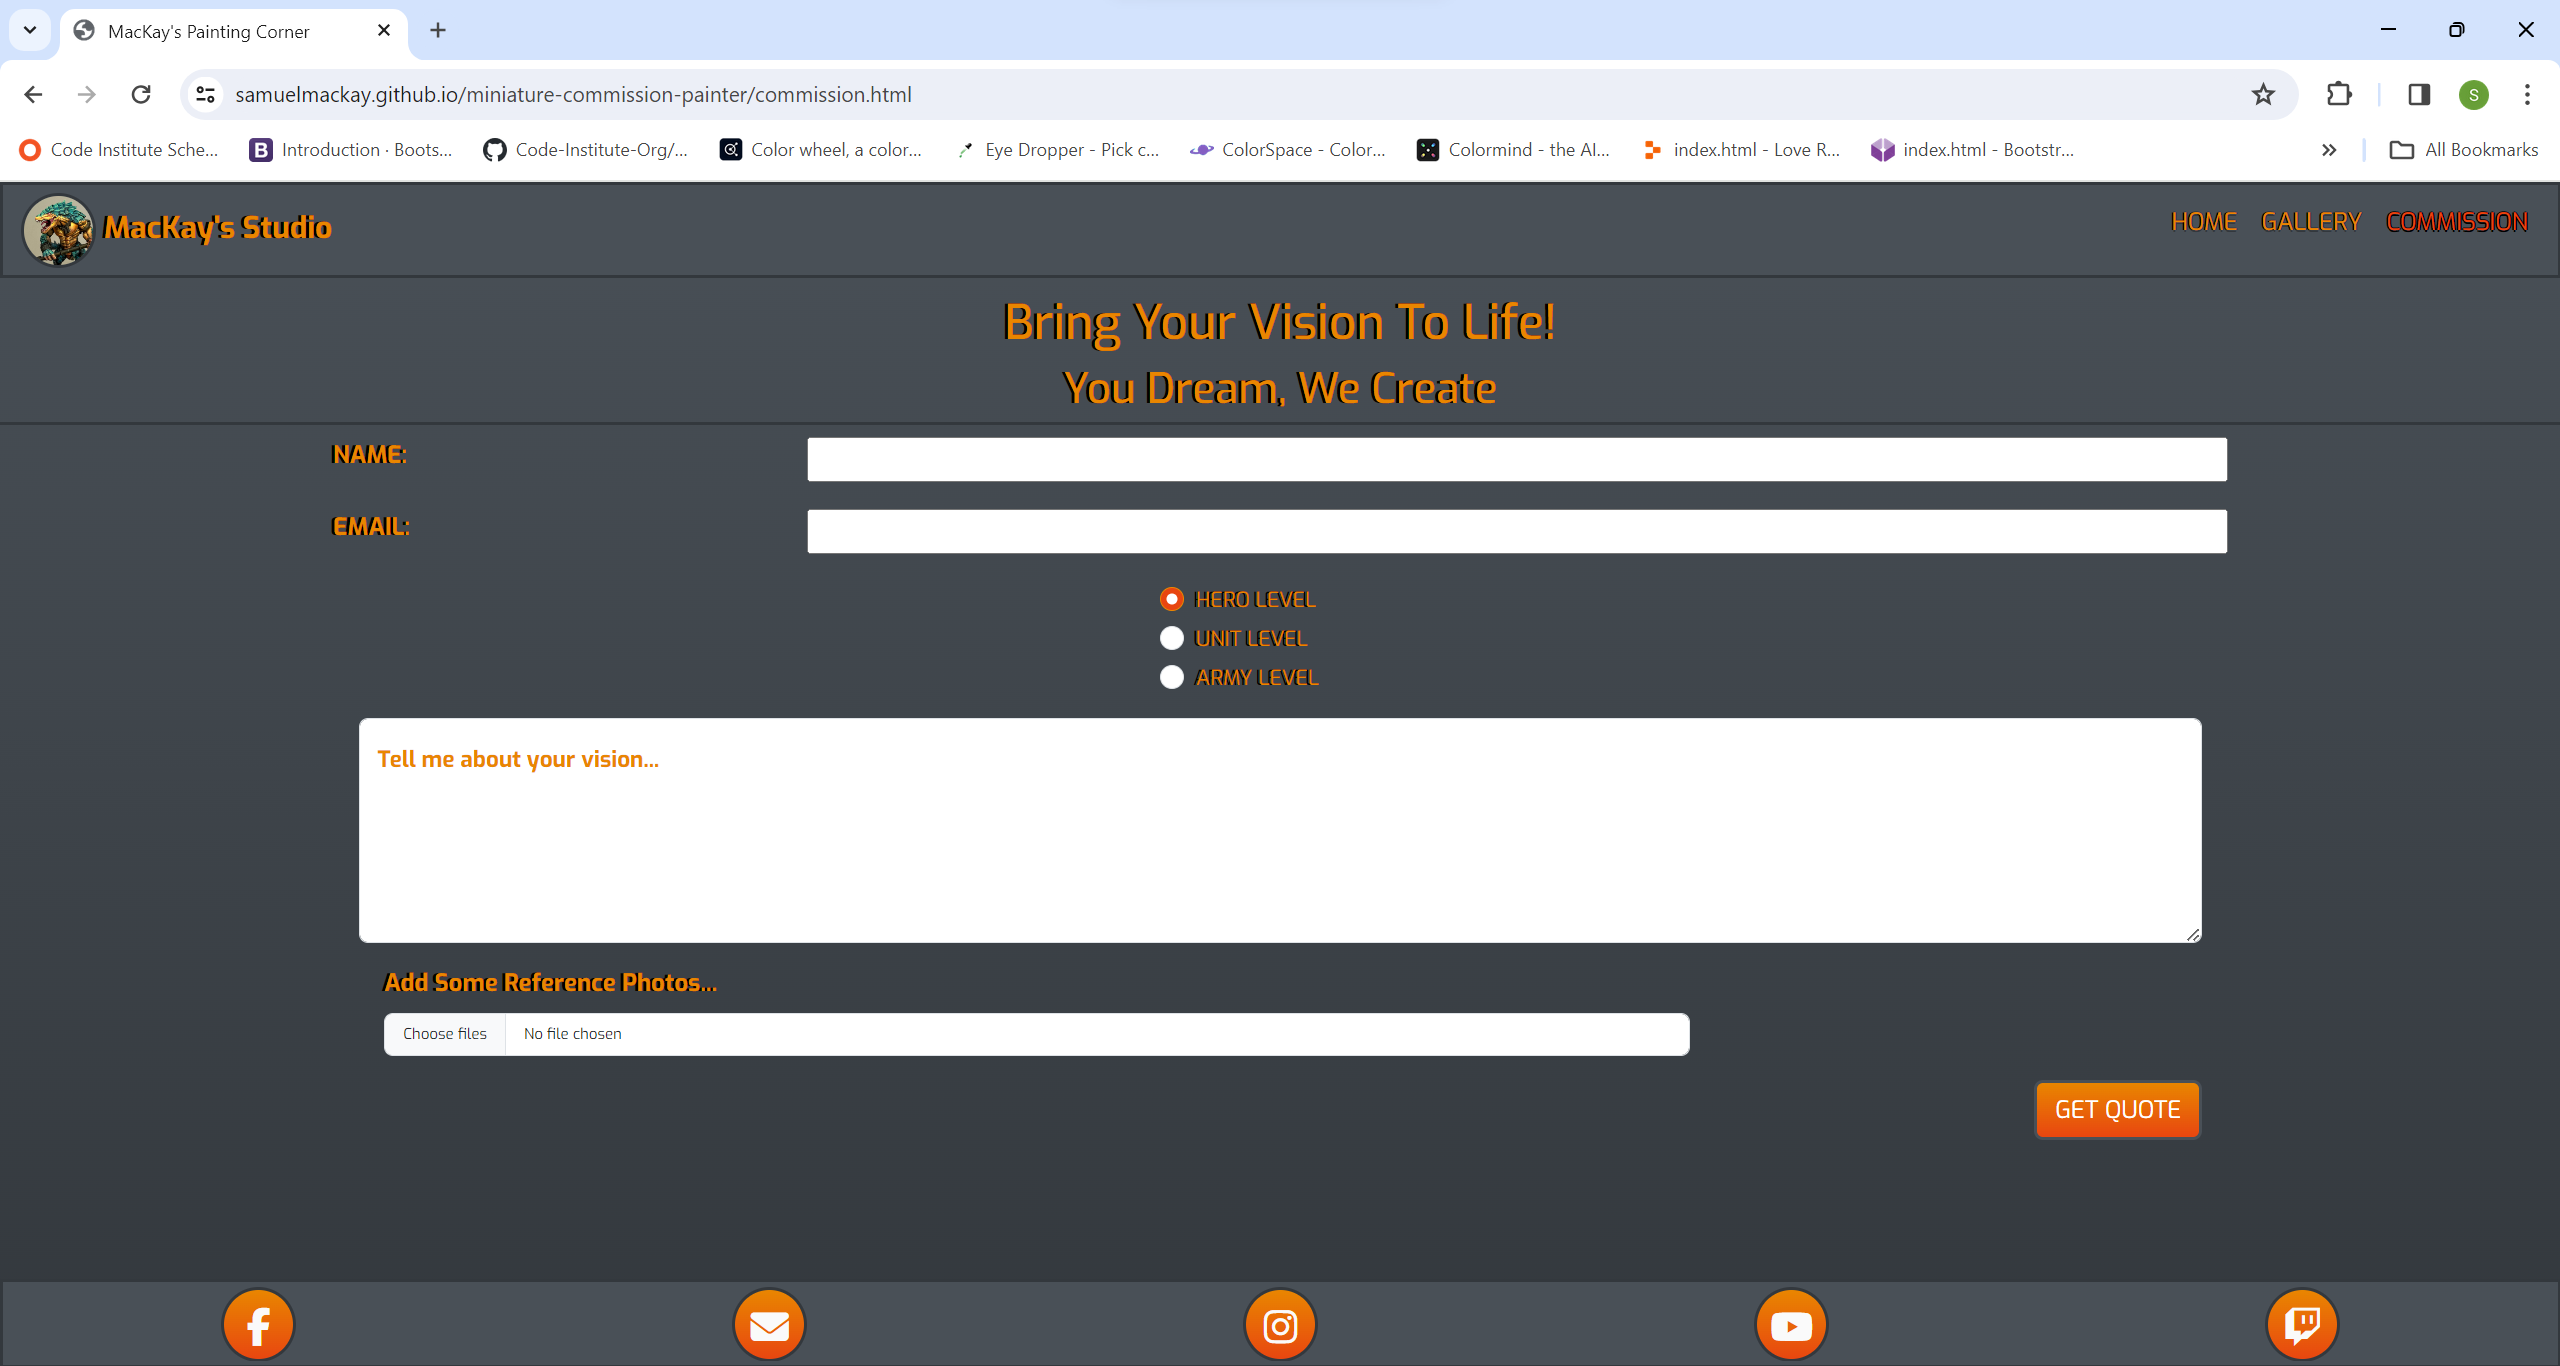 MacKay's Painting Corner
samuelmackay.github.io/miniature-commission-painter/commission.html
S
Code Institute Sche...
Introduction · Boots...
Code-Institute-Org/...
Color wheel, a color...
Eye Dropper - Pick c...
ColorSpace - Color...
Colormind - the AI...
index.html - Love R...
index.html - Bootstr...
All Bookmarks
MacKay's Studio
HOME
GALLERY
COMMISSION
Bring Your Vision To Life!
You Dream, We Create
NAME:
EMAIL:
HERO LEVEL
UNIT LEVEL
ARMY LEVEL
Tell me about your vision...
Add Some Reference Photos...
Choose files
No file chosen
GET QUOTE